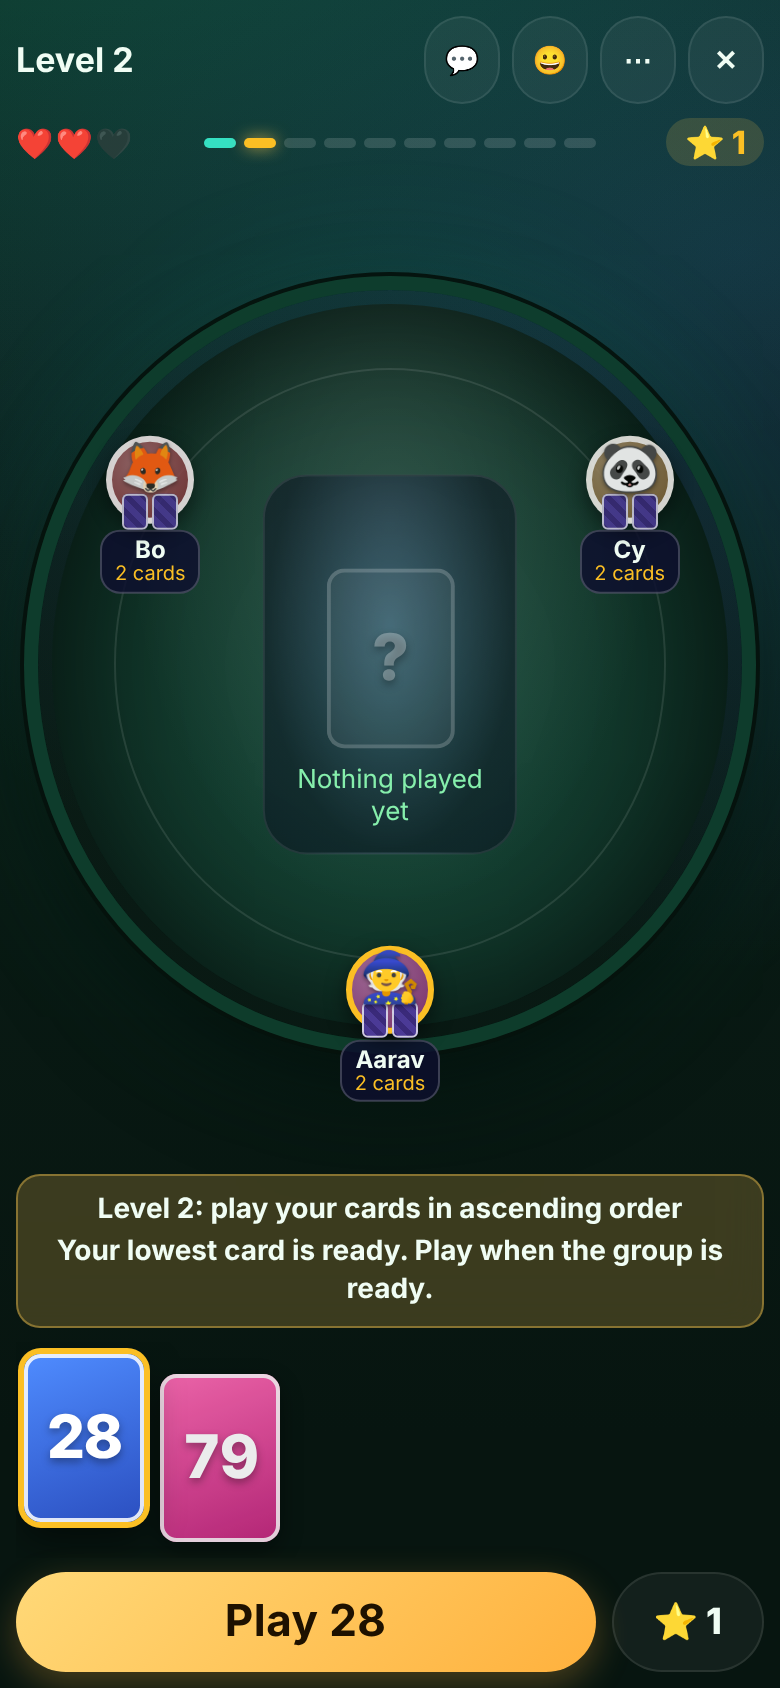 Level 2
1
Bo
2 cards
Cy
2 cards
?
Nothing played
yet
Aarav
2 cards
Level 2: play your cards in ascending order
Your lowest card is ready. Play when the group is
ready.
28
79
Play 28
1